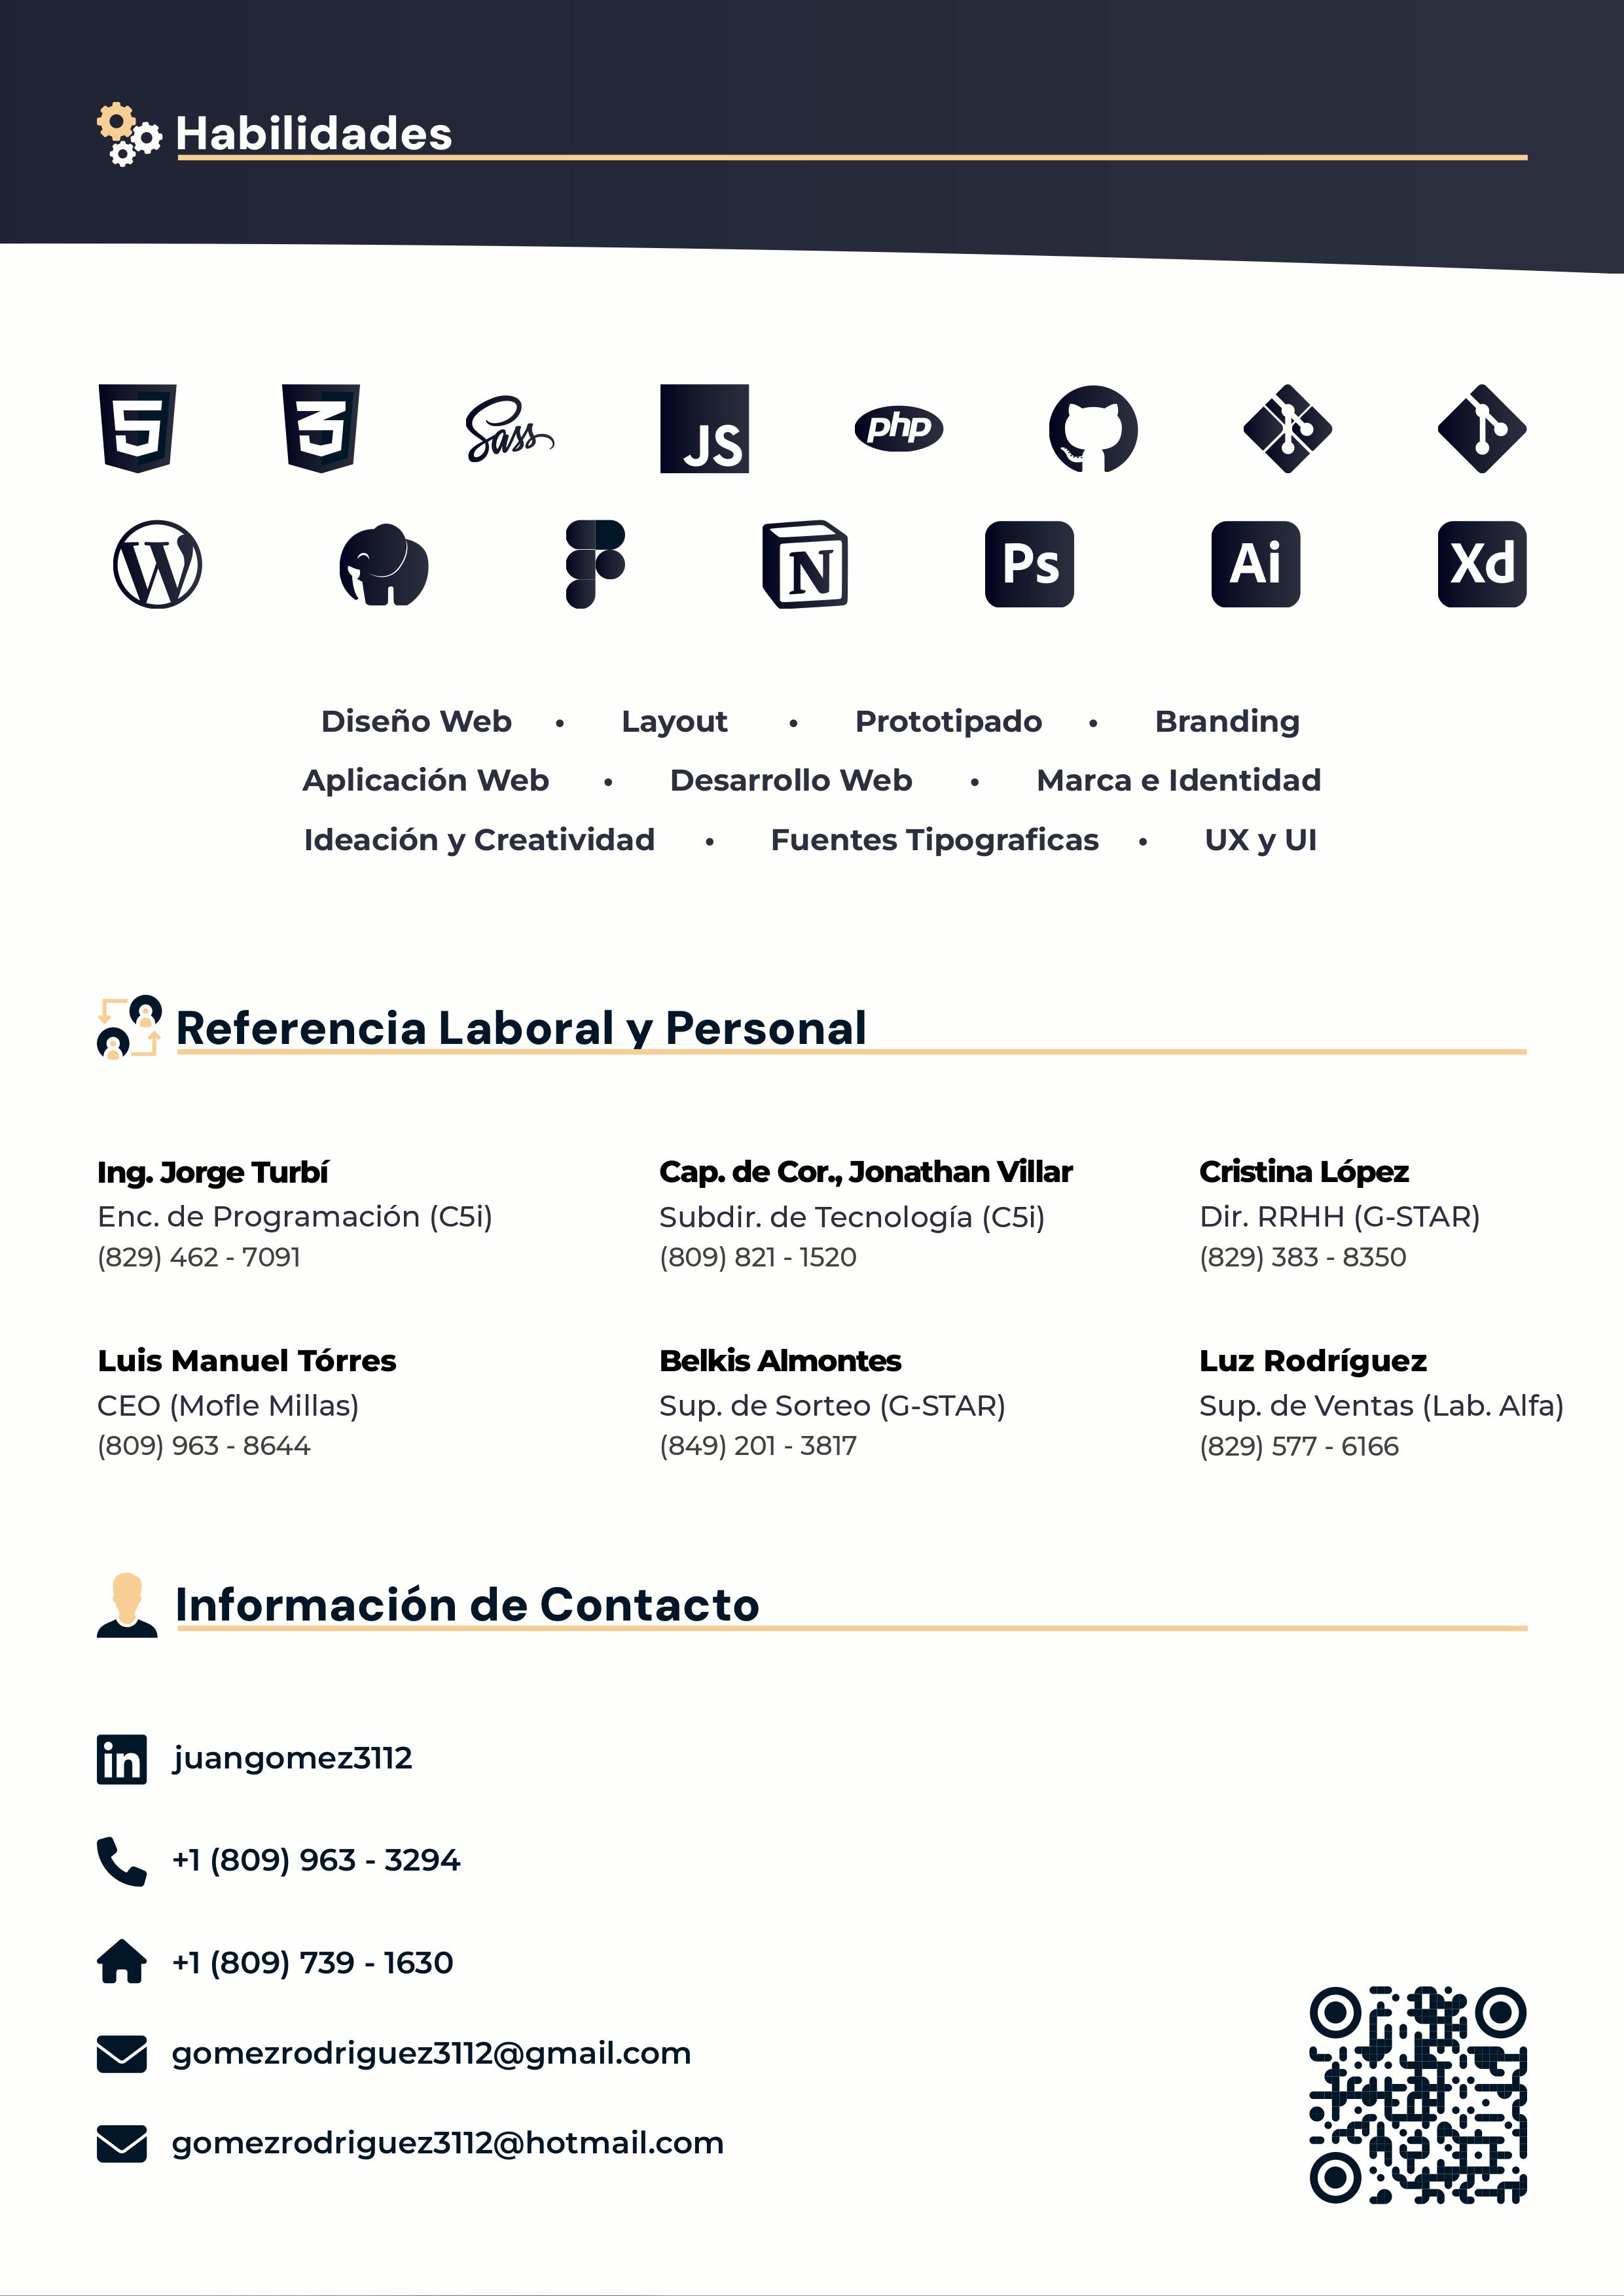 Habilidades
5 3 Sass JS php
W N Ps Ai Xd
Diseño Web • Layout • Prototipado • Branding
Aplicación Web • Desarrollo Web • Marca e Identidad
Ideación y Creatividad • Fuentes Tipograficas • UX y UI
Referencia Laboral y Personal
Ing. Jorge Turbí
Enc. de Programación (C5i)
(829) 462 - 7091
Cap. de Cor., Jonathan Villar
Subdir. de Tecnología (C5i)
(809) 821 - 1520
Cristina López
Dir. RRHH (G-STAR)
(829) 383 - 8350
Luis Manuel Tórres
CEO (Mofle Millas)
(809) 963 - 8644
Belkis Almontes
Sup. de Sorteo (G-STAR)
(849) 201 - 3817
Luz Rodríguez
Sup. de Ventas (Lab. Alfa)
(829) 577 - 6166
Información de Contacto
in juangomez3112
+1 (809) 963 - 3294
+1 (809) 739 - 1630
gomezrodriguez3112@gmail.com
gomezrodriguez3112@hotmail.com